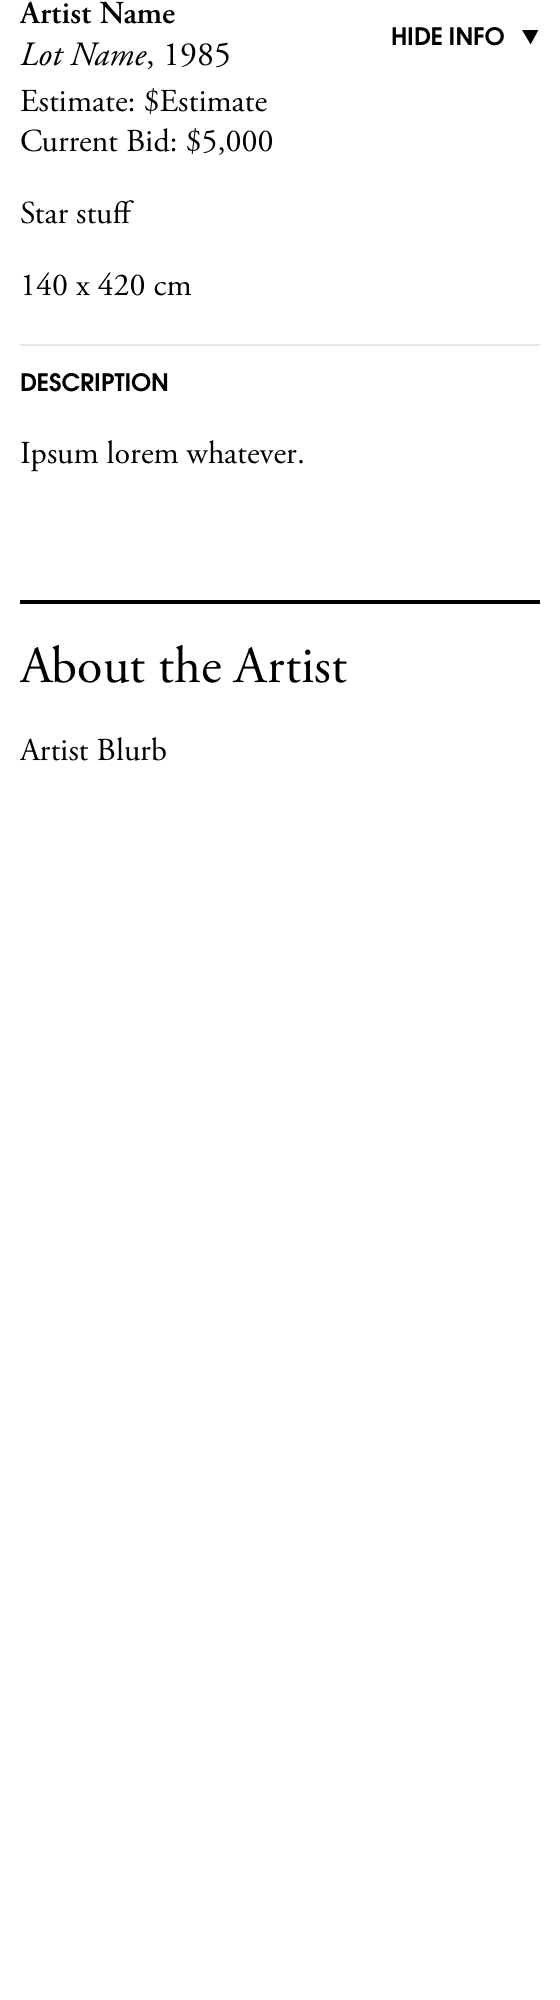 Artist Name
HIDE INFO ▼
Lot Name, 1985
Estimate: $Estimate
Current Bid: $5,000
Star stuff
140 x 420 cm
DESCRIPTION
Ipsum lorem whatever.
About the Artist
Artist Blurb